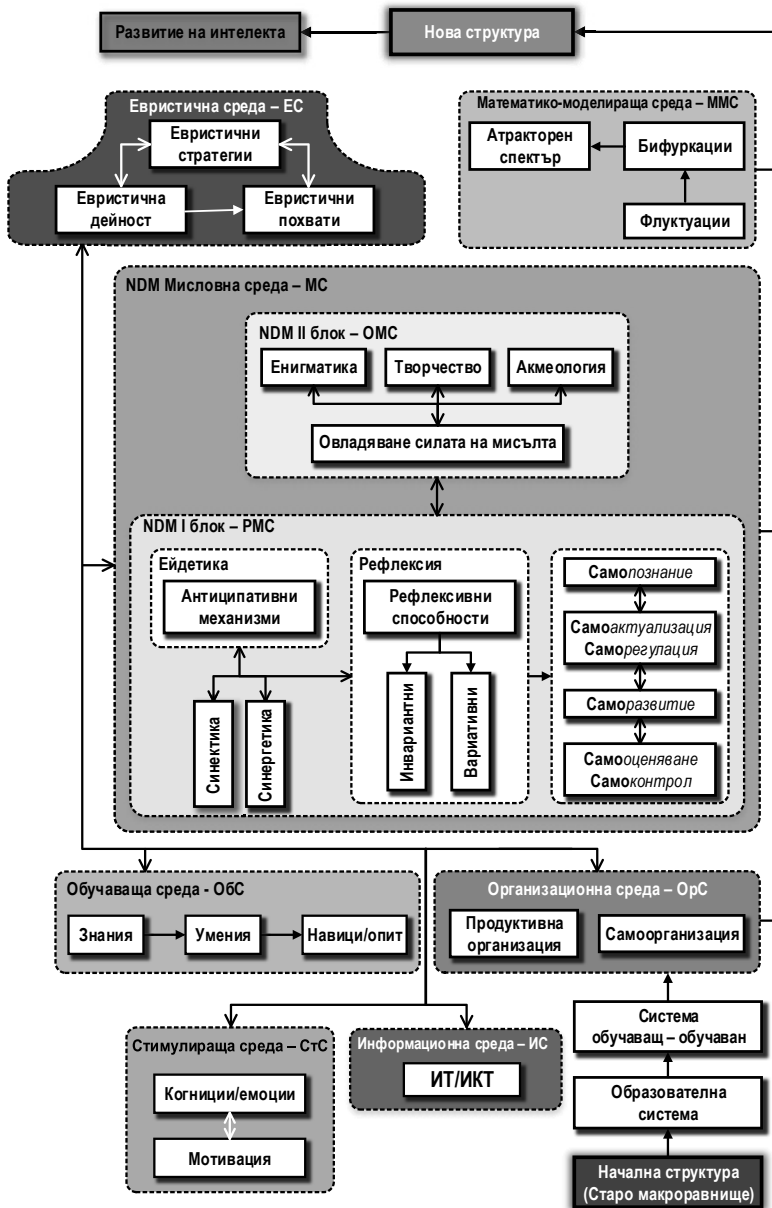 Развитие на интелекта
Нова структура
Евристична среда – ЕС
Евристични
стратегии
Евристична
дейност
Евристични
похвати
Математико-моделираща среда – ММС
Атракторен
спектър
Бифуркации
Флуктуации
NDM Мисловна среда – МС
NDM II блок – ОМС
Енигматика
Творчество
Акмеология
Овладяване силата на мисълта
NDM I блок – РМС
Ейдетика
Антиципативни
механизми
Синектика
Синергетика
Рефлексия
Рефлексивни
способности
Инвариантни
Вариативни
Самопознание
Самоактуализация
Саморегулация
Саморазвитие
Самооценяване
Самоконтрол
Обучаваща среда - ОбС
Знания
Умения
Навици/опит
Организационна среда – ОрС
Продуктивна
организация
Самоорганизация
Стимулираща среда – СтС
Когниции/емоции
Мотивация
Информационна среда – ИС
ИТ/ИКТ
Система
обучаващ – обучаван
Образователна
система
Начална структура
(Старо макроравнище)